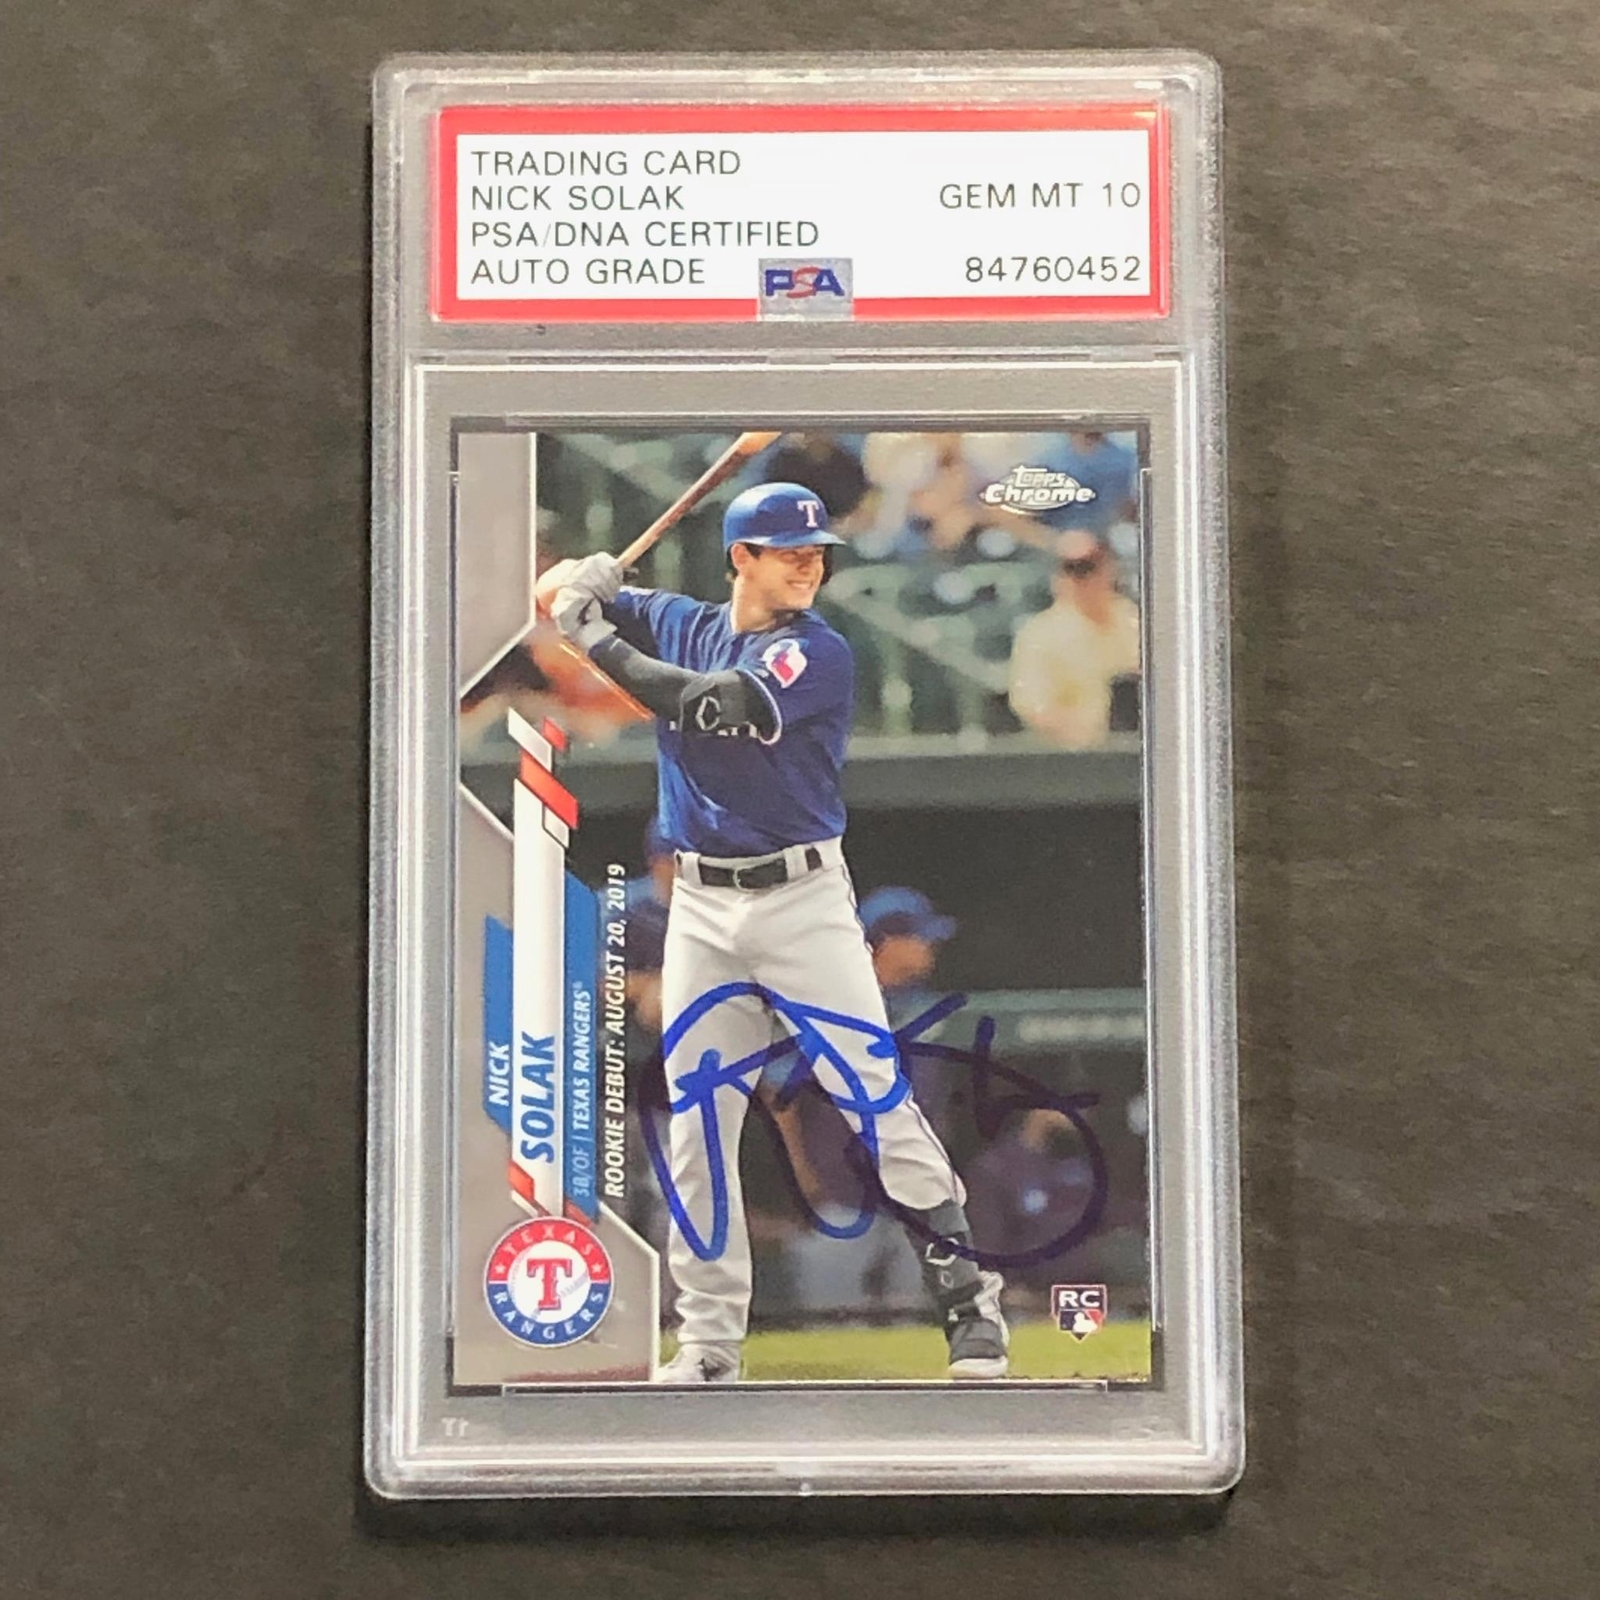 TRADING CARD
NICK SOLAK
GEM MT 10
PSA/DNA CERTIFIED
AUTO GRADE
PSA
84760452
Topps
Chrome
T
NICK
SOLAK
3B/OF | TEXAS RANGERS®
ROOKIE DEBUT: AUGUST 20, 2019
TEXAS
T
RANGERS
RC